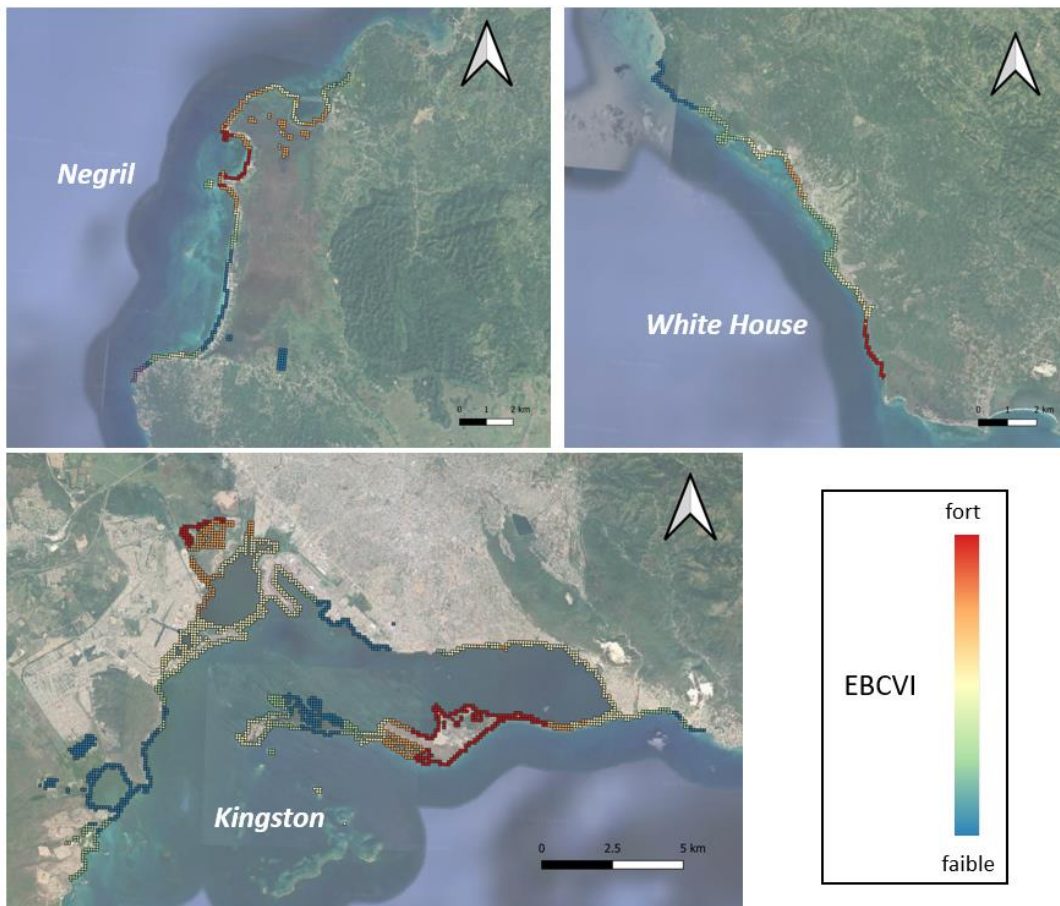 Negril
0 1 2 km
White House
0 1 2 km
Kingston
0 2.5 5 km
fort
EBCVI
faible